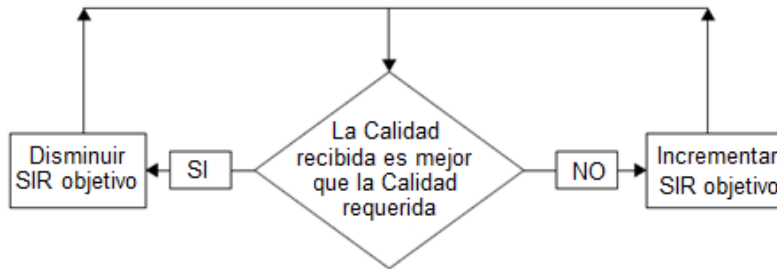 La Calidad
recibida es mejor
que la Calidad
requerida
Disminuir
SIR objetivo
SI
NO
Incrementar
SIR objetivo